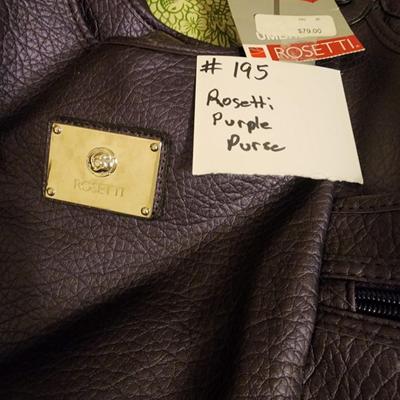 $79.00
ROSETTI
# 195
Rosetti
Purple
Purse
ROSETTI